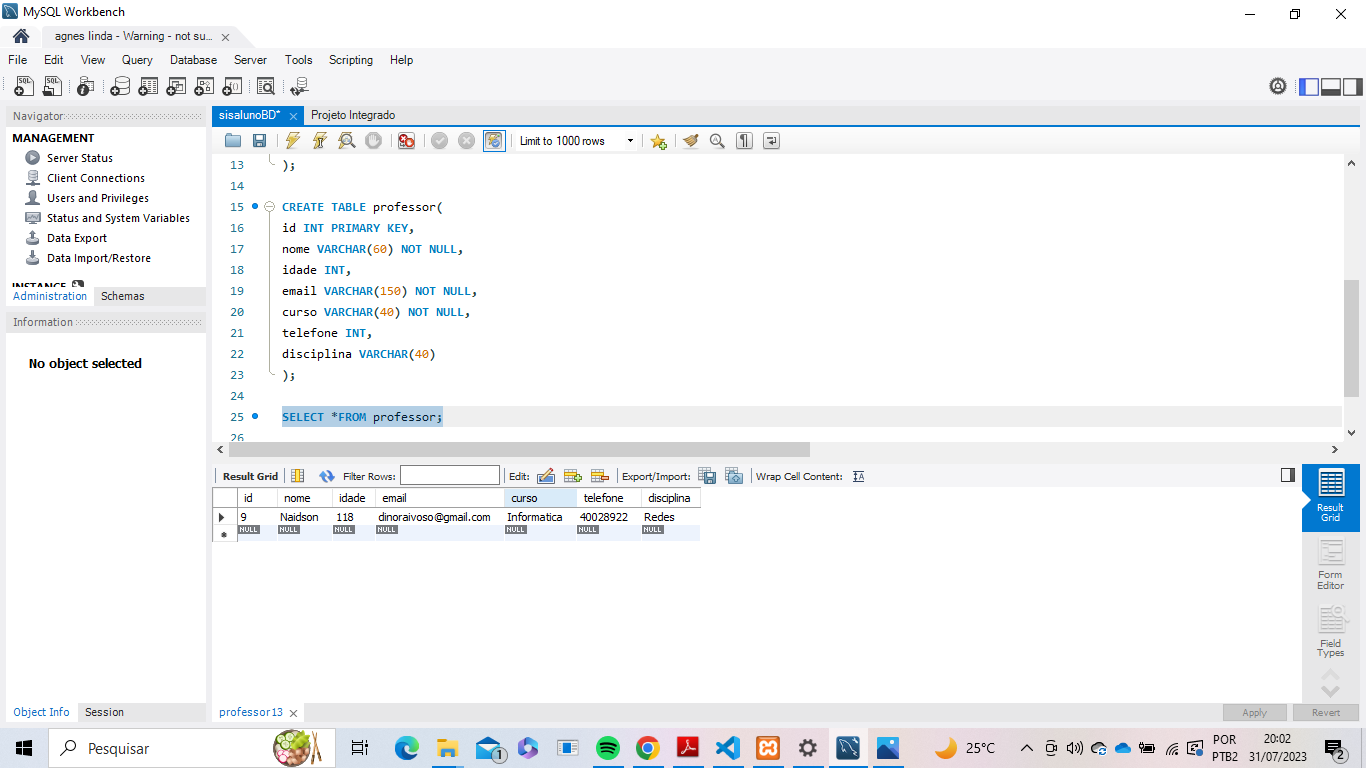 MySQL Workbench
agnes linda - Warning - not su...
File Edit View Query Database Server Tools Scripting Help
Navigator
MANAGEMENT
Server Status
Client Connections
Users and Privileges
Status and System Variables
Data Export
Data Import/Restore
INSTANCE
Administration Schemas
Information
No object selected
Object Info Session
sisalunoBD* Projeto Integrado
Limit to 1000 rows
13 );
14
15 CREATE TABLE professor(
16 id INT PRIMARY KEY,
17 nome VARCHAR(60) NOT NULL,
18 idade INT,
19 email VARCHAR(150) NOT NULL,
20 curso VARCHAR(40) NOT NULL,
21 telefone INT,
22 disciplina VARCHAR(40)
23 );
24
25 SELECT *FROM professor;
26
Result Grid Filter Rows: Edit: Export/Import: Wrap Cell Content:
id nome idade email curso telefone disciplina
9 Naidson 118 dinoraivoso@gmail.com Informatica 40028922 Redes
NULL NULL NULL NULL NULL NULL NULL
Result
Grid
Form
Editor
Field
Types
professor13
Apply Revert
Pesquisar
1
25°C
POR
PTB2
20:02
31/07/2023
2